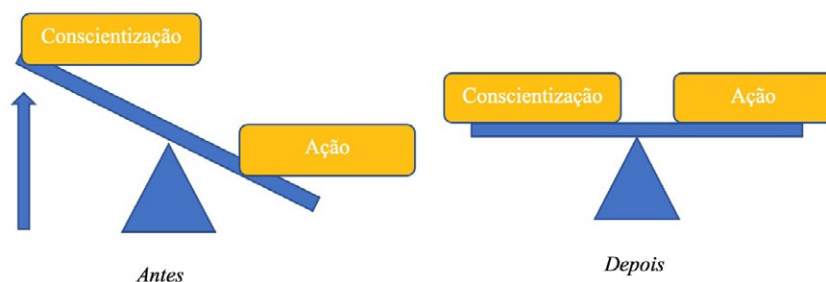 Conscientização
Ação
Antes
Conscientização
Ação
Depois